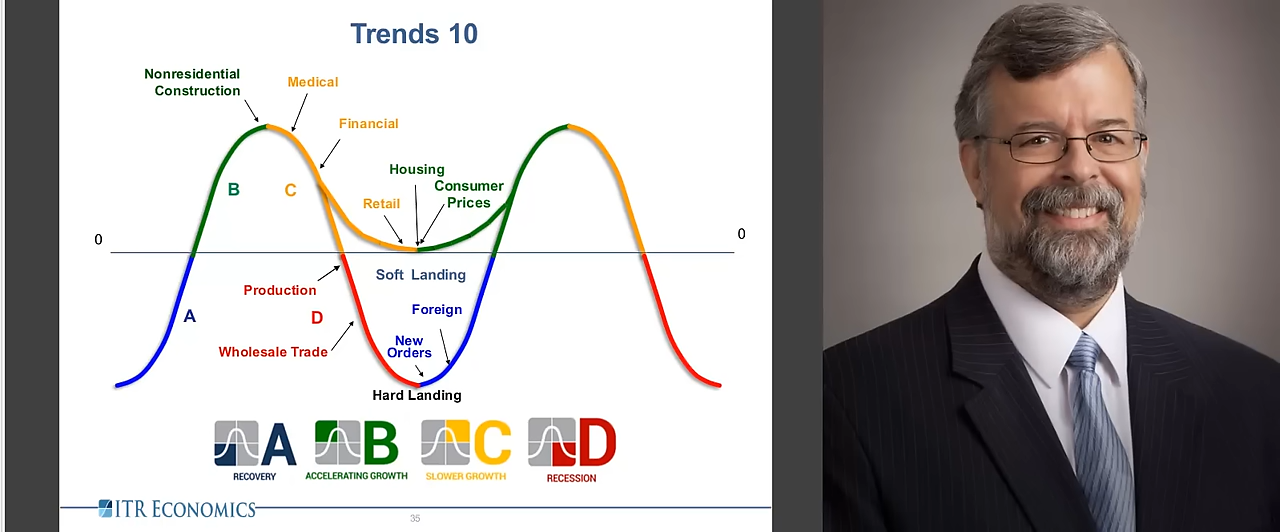 Trends 10
Nonresidential
Construction
Medical
Financial
Housing
Consumer
Prices
Retail
B
C
0
0
Soft Landing
Production
Foreign
A
D
New
Orders
Wholesale Trade
Hard Landing
A
RECOVERY
B
ACCELERATING GROWTH
C
SLOWER GROWTH
D
RECESSION
ITR ECONOMICS
35